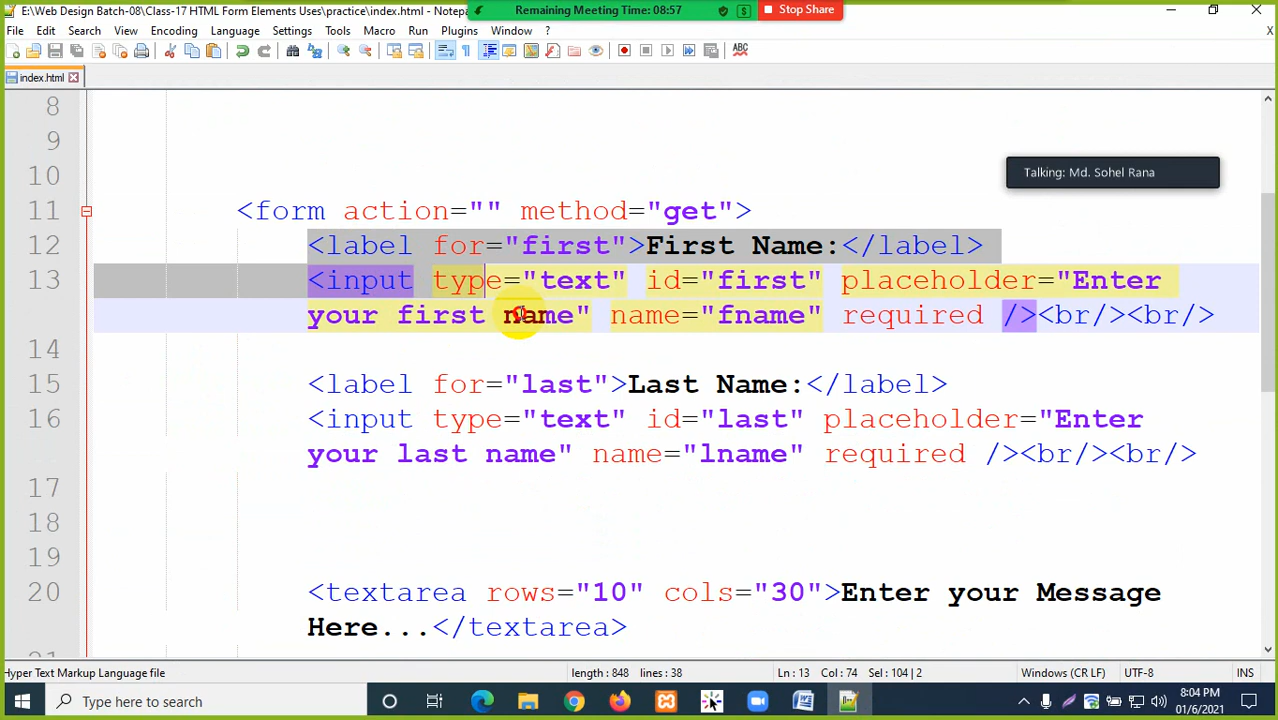 E:\Web Design Batch-08\Class-17 HTML Form Elements Uses\practice\index.html - Notepa
Remaining Meeting Time: 08:57
Stop Share
File Edit Search View Encoding Language Settings Tools Macro Run Plugins Window ?
index.html
8
9
10
Talking: Md. Sohel Rana
11 <form action="" method="get">
12 <label for="first">First Name:</label>
13 <input type="text" id="first" placeholder="Enter
your first name" name="fname" required /><br/><br/>
14
15 <label for="last">Last Name:</label>
16 <input type="text" id="last" placeholder="Enter
your last name" name="lname" required /><br/><br/>
17
18
19
20 <textarea rows="10" cols="30">Enter your Message
Here...</textarea>
21
Hyper Text Markup Language file length : 848 lines : 38 Ln : 13 Col : 74 Sel : 104 | 2 Windows (CR LF) UTF-8 INS
Type here to search
8:04 PM
01/6/2021